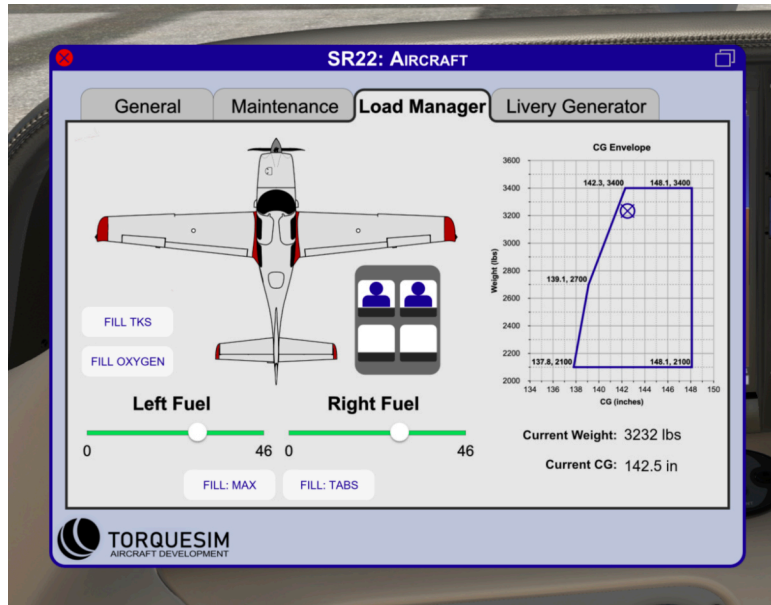 SR22: AIRCRAFT
General Maintenance Load Manager Livery Generator
CG Envelope
3600
3400
3200
3000
2800
2600
2400
2200
2000
Weight (lbs)
142.3, 3400 148.1, 3400
139.1, 2700
137.8, 2100 148.1, 2100
134 136 138 140 142 144 146 148 150
CG (inches)
FILL TKS
FILL OXYGEN
Left Fuel Right Fuel
0 46 0 46
FILL: MAX FILL: TABS
Current Weight: 3232 lbs
Current CG: 142.5 in
TORQUESIM
AIRCRAFT DEVELOPMENT